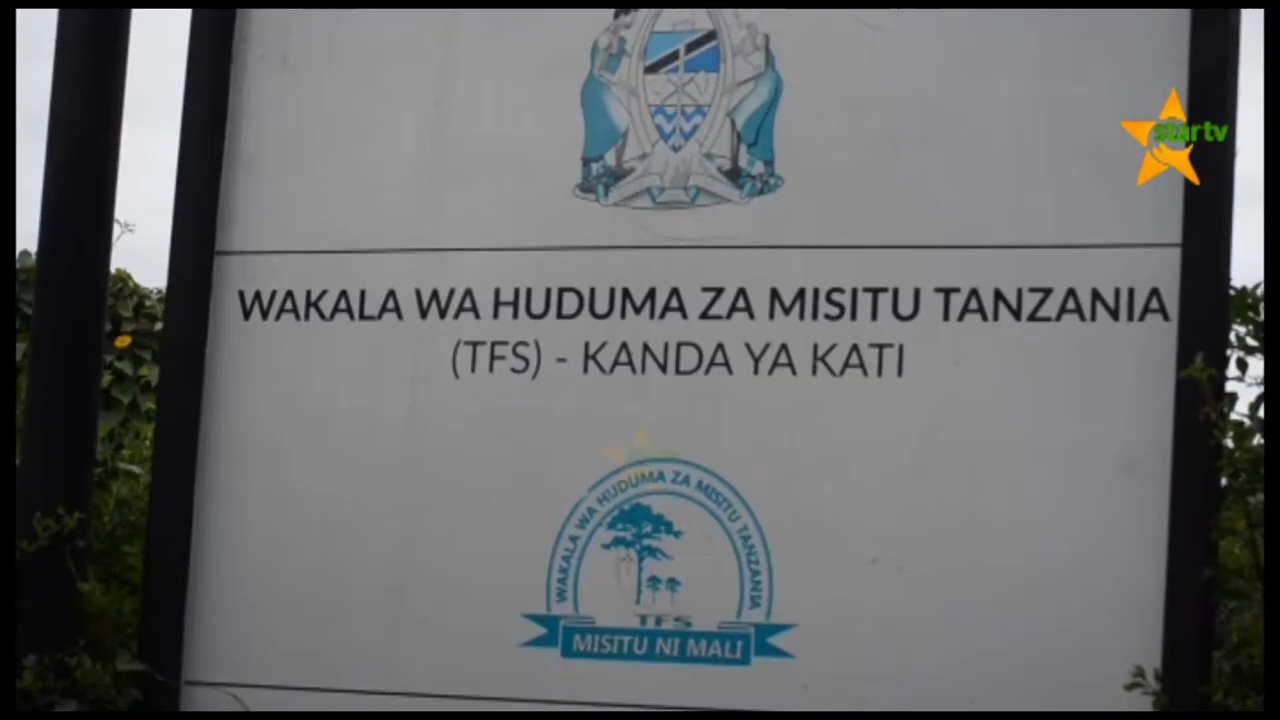 startv
WAKALA WA HUDUMA ZA MISITU TANZANIA
(TFS) - KANDA YA KATI
WAKALA WA HUDUMA ZA MISITU TANZANIA
TFS
MISITU NI MALI